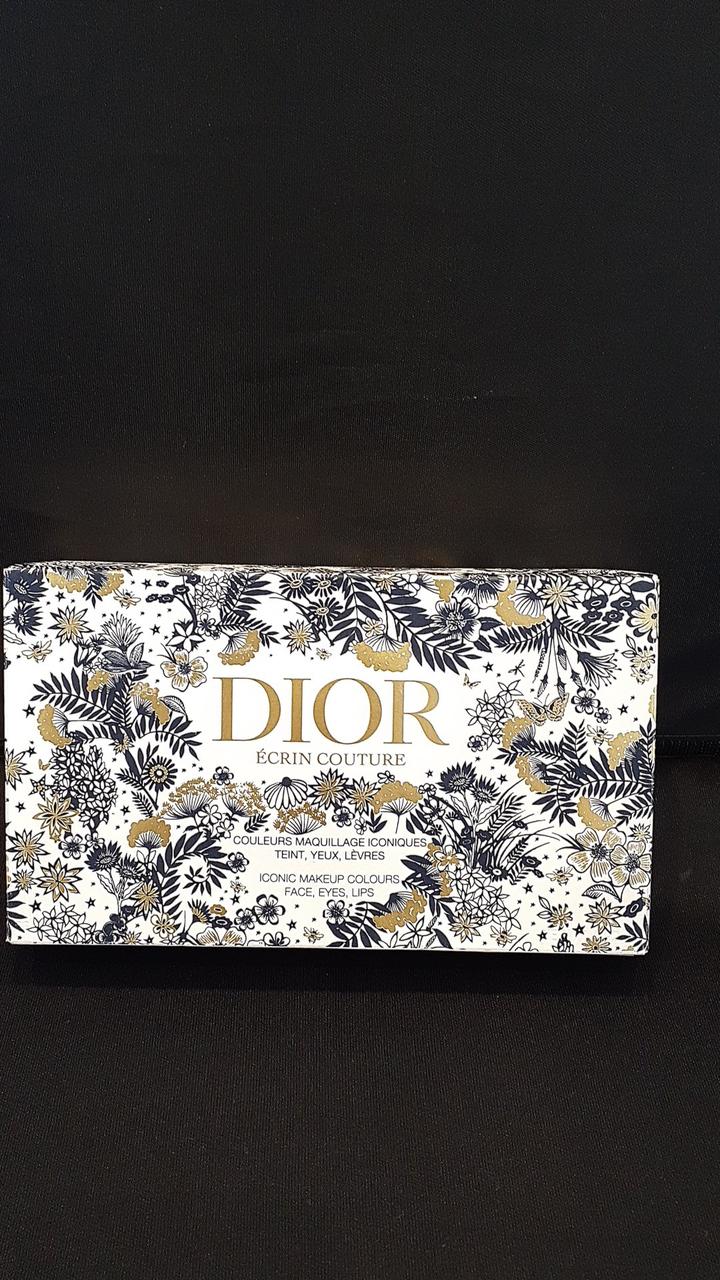 DIOR
ÉCRIN COUTURE
COULEURS MAQUILLAGE ICONIQUES
TEINT, YEUX, LÈVRES
ICONIC MAKEUP COLOURS
FACE, EYES, LIPS